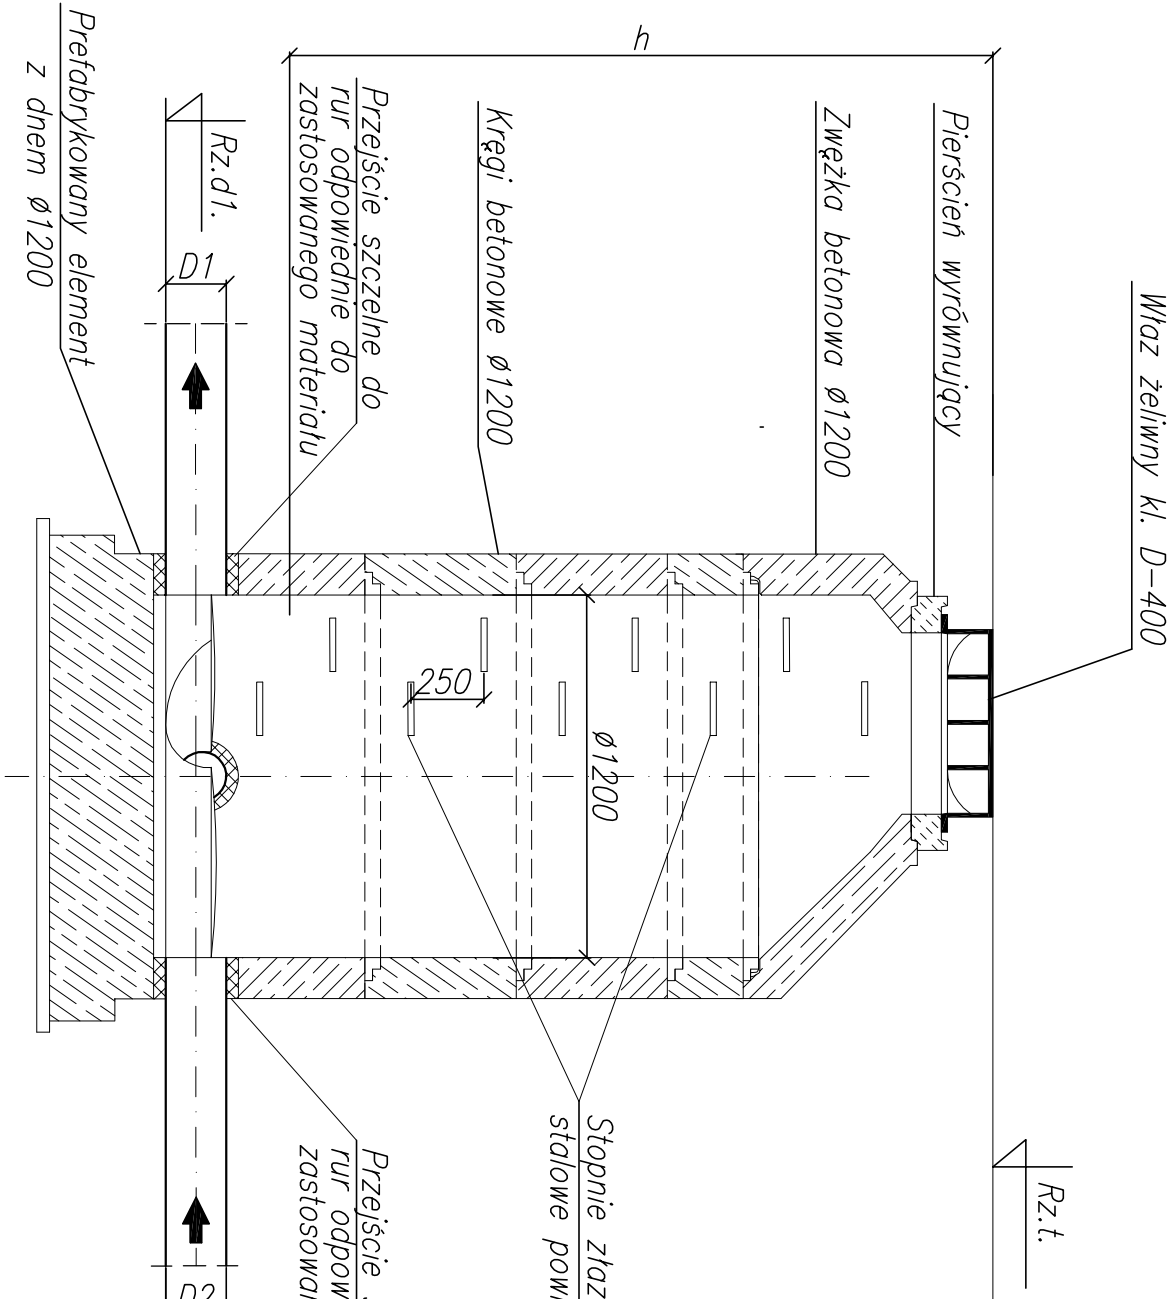 Właz żeliwny kl. D-400
Pierścień wyrównujący
Zwężka betonowa ø1200
h
Kręgi betonowe ø1200
Przejście szczelne do
rur odpowiednie do
zastosowanego materiału
Rz.d1.
D1
Prefabrykowany element
z dnem ø1200
250
ø1200
Rz.t.
Stopnie złaz
stalowe pow
Przejście
rur odpow
zastosowa
D2